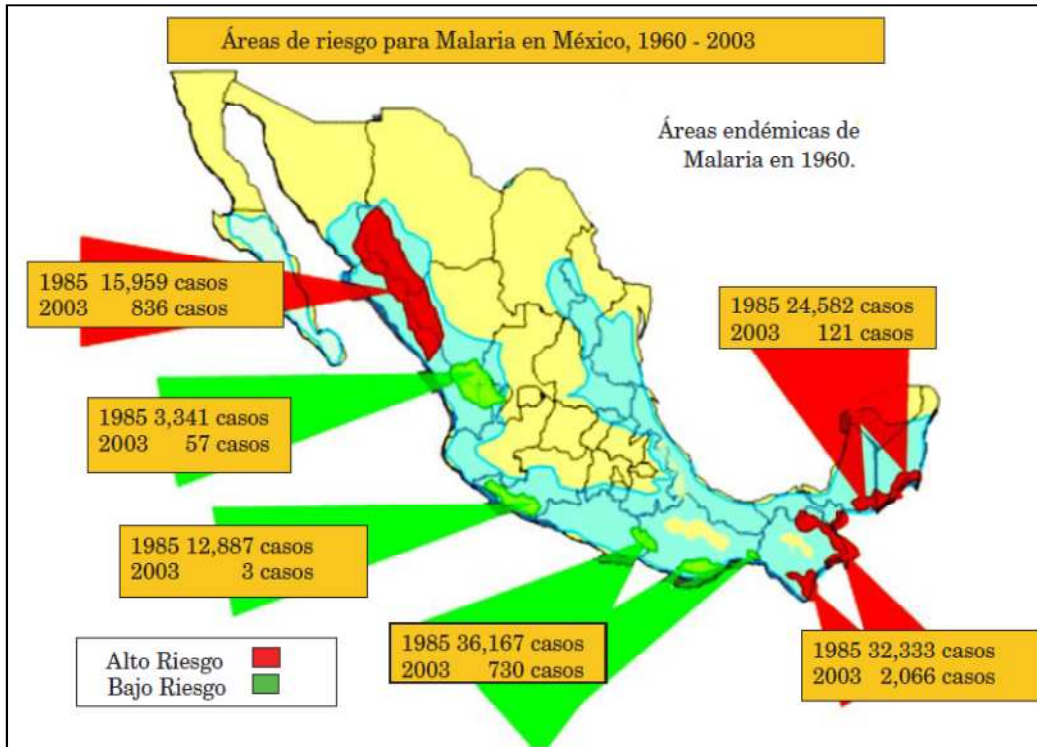 Áreas de riesgo para Malaria en México, 1960 - 2003
Áreas endémicas de
Malaria en 1960.
1985 15,959 casos
2003 836 casos
1985 24,582 casos
2003 121 casos
1985 3,341 casos
2003 57 casos
1985 12,887 casos
2003 3 casos
1985 36,167 casos
2003 730 casos
1985 32,333 casos
2003 2,066 casos
Alto Riesgo
Bajo Riesgo